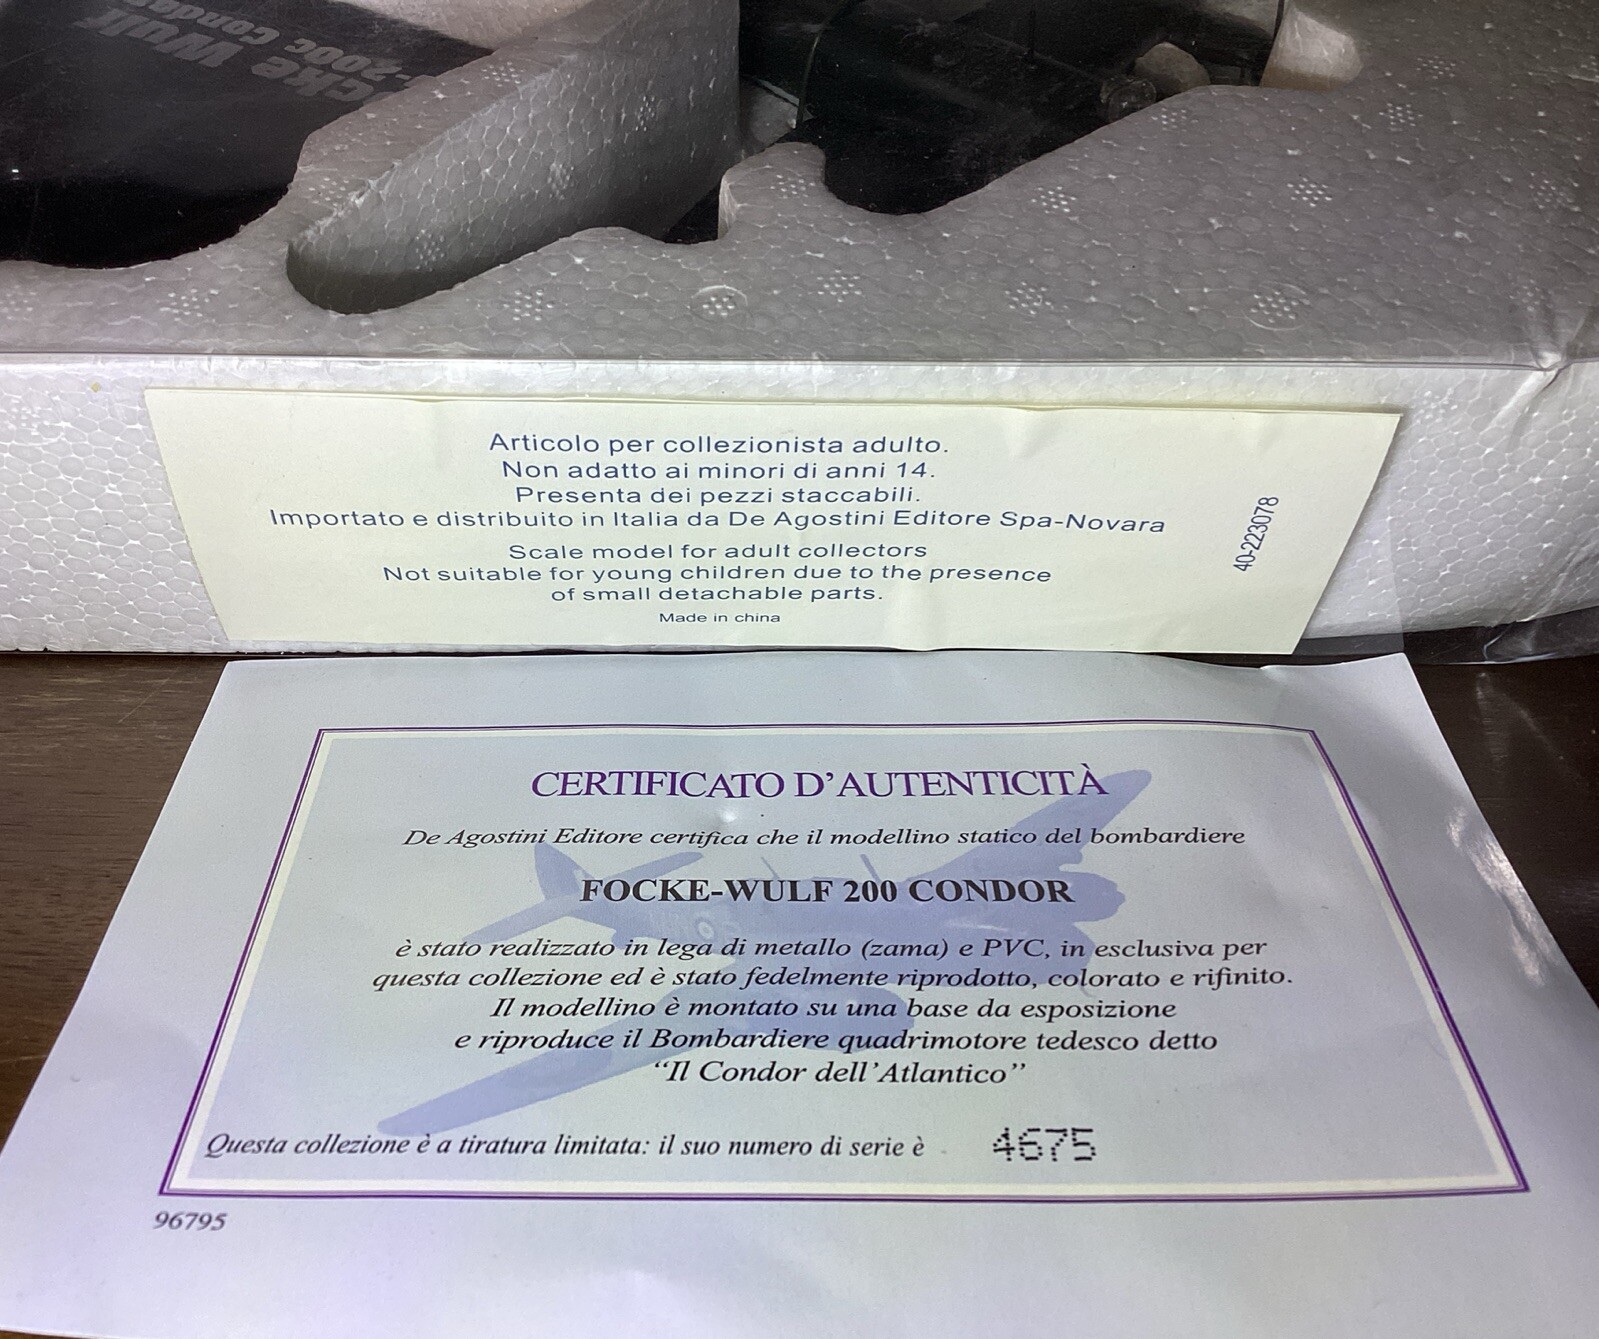 cke Wulf
-200c Condo
Articolo per collezionista adulto.
Non adatto ai minori di anni 14.
Presenta dei pezzi staccabili.
Importato e distribuito in Italia da De Agostini Editore Spa-Novara
Scale model for adult collectors
Not suitable for young children due to the presence
of small detachable parts.
Made in china
40-223078
CERTIFICATO D'AUTENTICITÀ
De Agostini Editore certifica che il modellino statico del bombardiere
FOCKE-WULF 200 CONDOR
è stato realizzato in lega di metallo (zama) e PVC, in esclusiva per
questa collezione ed è stato fedelmente riprodotto, colorato e rifinito.
Il modellino è montato su una base da esposizione
e riproduce il Bombardiere quadrimotore tedesco detto
“Il Condor dell'Atlantico”
Questa collezione è a tiratura limitata: il suo numero di serie è 4675
96795